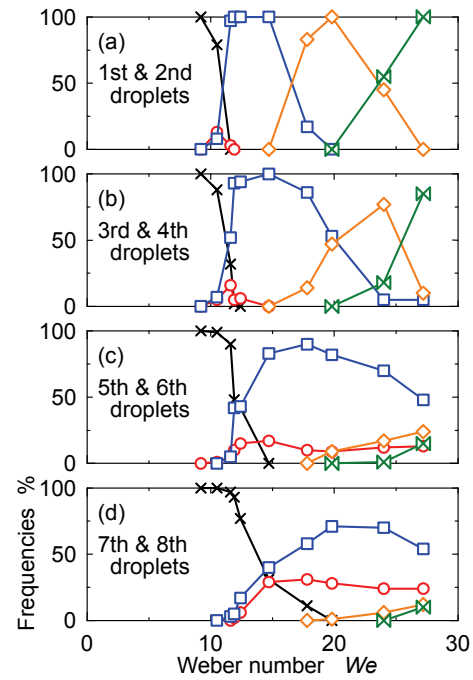 100
(a)
1st & 2nd
droplets
50
0
100
(b)
3rd & 4th
droplets
50
0
100
(c)
5th & 6th
droplets
50
0
100
(d)
7th & 8th
droplets
50
0
0 10 20 30
Frequencies %
Weber number We